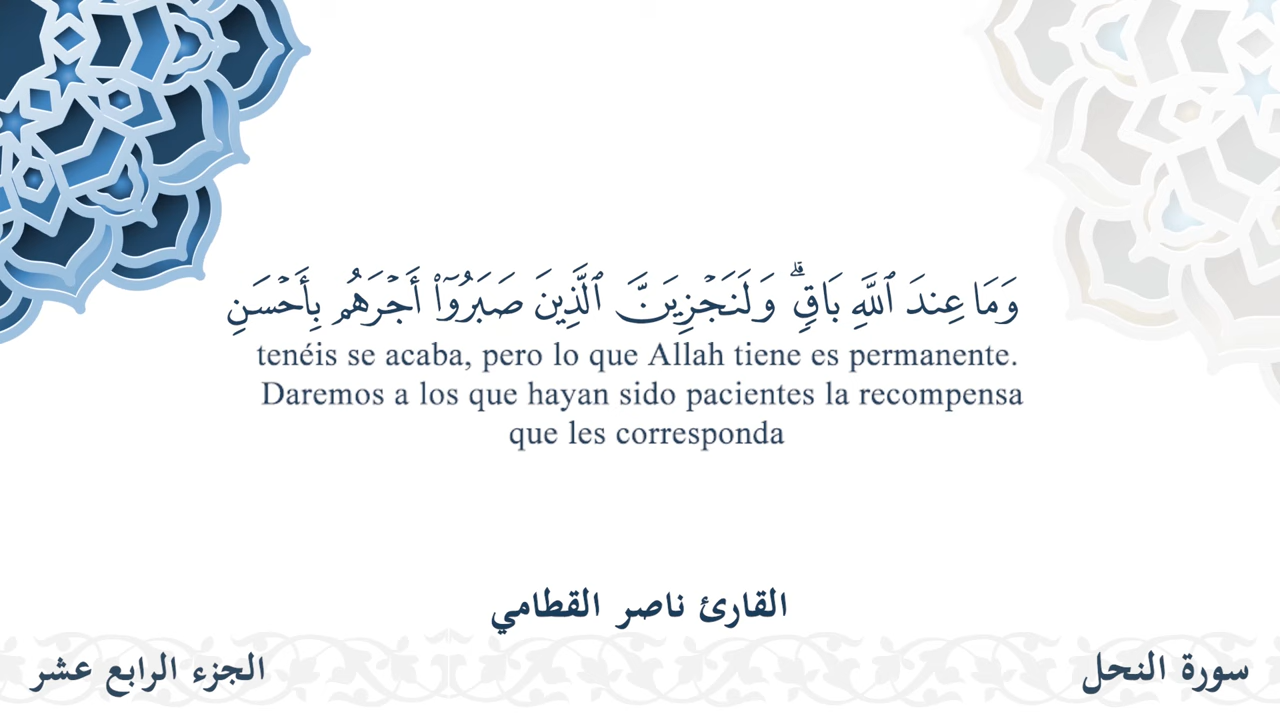 وَمَا عِندَ ٱللَّهِ بَاقٍۗ وَلَنَجۡزِيَنَّ ٱلَّذِينَ صَبَرُوٓاْ أَجۡرَهُم بِأَحۡسَنِ
tenéis se acaba, pero lo que Allah tiene es permanente.
Daremos a los que hayan sido pacientes la recompensa
que les corresponda
القارئ ناصر القطامي
سورة النحل
الجزء الرابع عشر